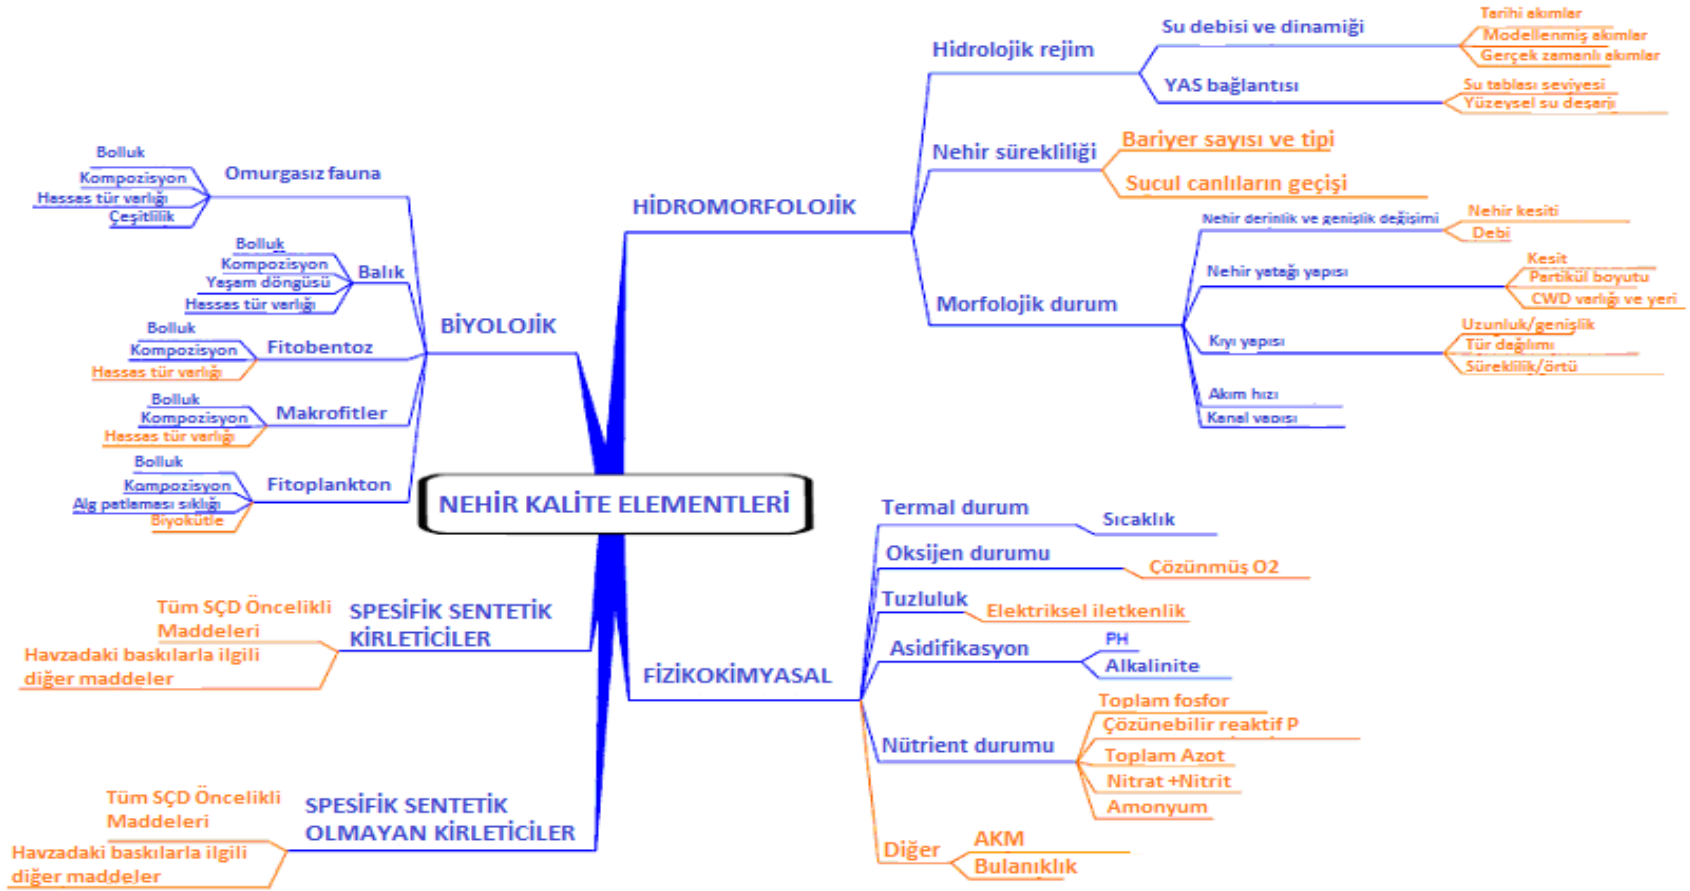 NEHİR KALİTE ELEMENTLERİ
HİDROMORFOLOJİK
Hidrolojik rejim
Su debisi ve dinamiği
Tarihi akımlar
Modellenmiş akımlar
Gerçek zamanlı akımlar
YAS bağlantısı
Su tablası seviyesi
Yüzeysel su deşarjı
Nehir sürekliliği
Bariyer sayısı ve tipi
Sucul canlıların geçişi
Morfolojik durum
Nehir derinlik ve genişlik değişimi
Nehir kesiti
Debi
Nehir yatağı yapısı
Kesit
Partikül boyutu
CWD varlığı ve yeri
Kıyı yapısı
Uzunluk/genişlik
Tür dağılımı
Süreklilik/örtü
Akım hızı
Kanal yapısı
BİYOLOJİK
Omurgasız fauna
Bolluk
Kompozisyon
Hassas tür varlığı
Çeşitlilik
Balık
Bolluk
Kompozisyon
Yaşam döngüsü
Hassas tür varlığı
Fitobentoz
Bolluk
Kompozisyon
Hassas tür varlığı
Makrofitler
Bolluk
Kompozisyon
Hassas tür varlığı
Fitoplankton
Bolluk
Kompozisyon
Alg patlaması sıklığı
Biyokütle
SPESİFİK SENTETİK
KİRLETİCİLER
Tüm SÇD Öncelikli
Maddeleri
Havzadaki baskılarla ilgili
diğer maddeler
SPESİFİK SENTETİK
OLMAYAN KİRLETİCİLER
Tüm SÇD Öncelikli
Maddeleri
Havzadaki baskılarla ilgili
diğer maddeler
FİZİKOKİMYASAL
Termal durum
Sıcaklık
Oksijen durumu
Çözünmüş O2
Tuzluluk
Elektriksel iletkenlik
Asidifikasyon
PH
Alkalinite
Nütrient durumu
Toplam fosfor
Çözünebilir reaktif P
Toplam Azot
Nitrat +Nitrit
Amonyum
Diğer
AKM
Bulanıklık